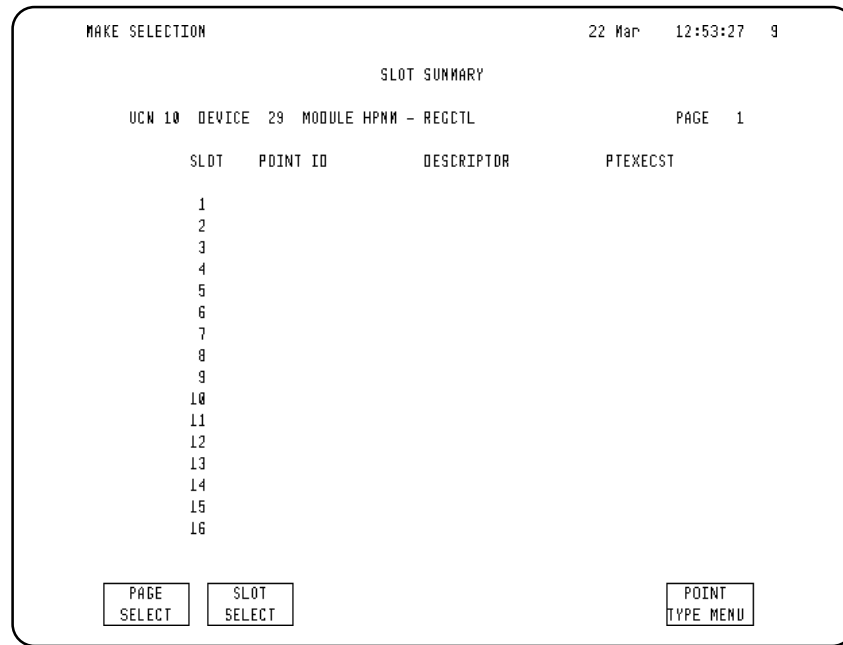 MAKE SELECTION 22 Mar 12:53:27 9
SLOT SUMMARY
UCN 10 DEVICE 29 MODULE HPNM - REGCTL PAGE 1
SLOT POINT ID DESCRIPTOR PTEXECST
1
2
3
4
5
6
7
8
9
10
11
12
13
14
15
16
PAGE SELECT
SLOT SELECT
POINT TYPE MENU